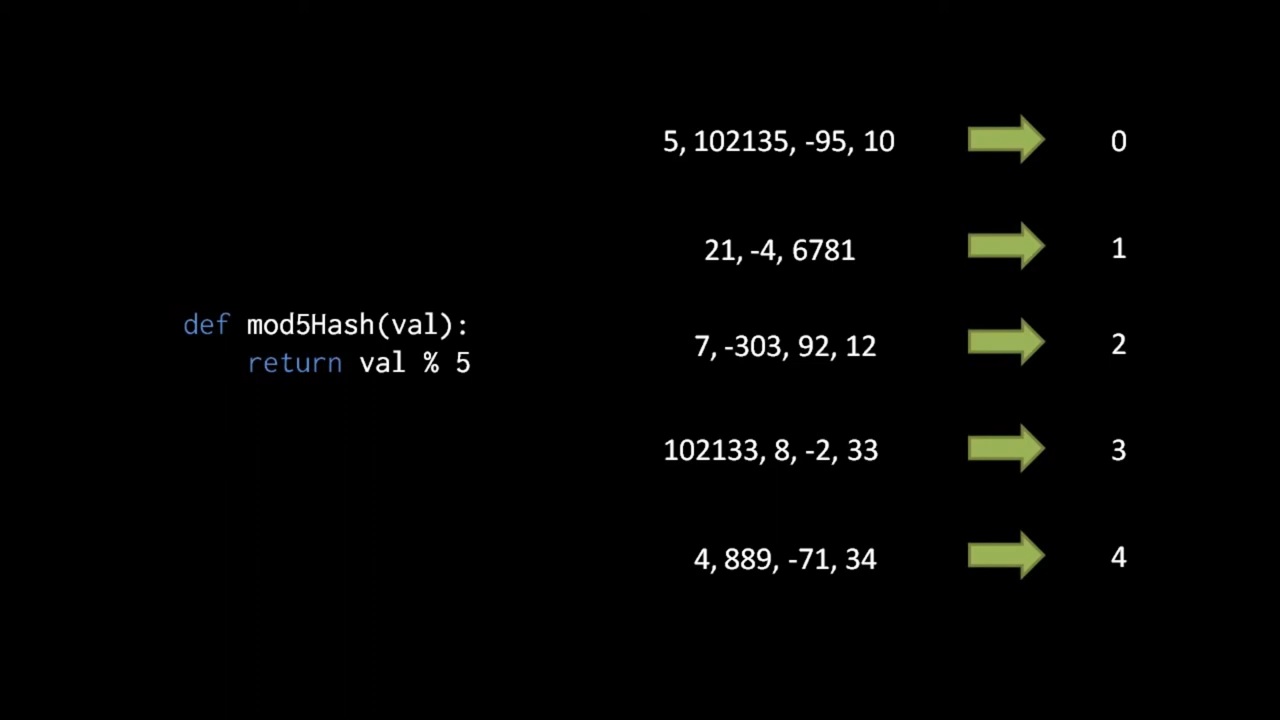 5, 102135, -95, 10 0
21, -4, 6781 1
def mod5Hash(val):
    return val % 5
7, -303, 92, 12 2
102133, 8, -2, 33 3
4, 889, -71, 34 4